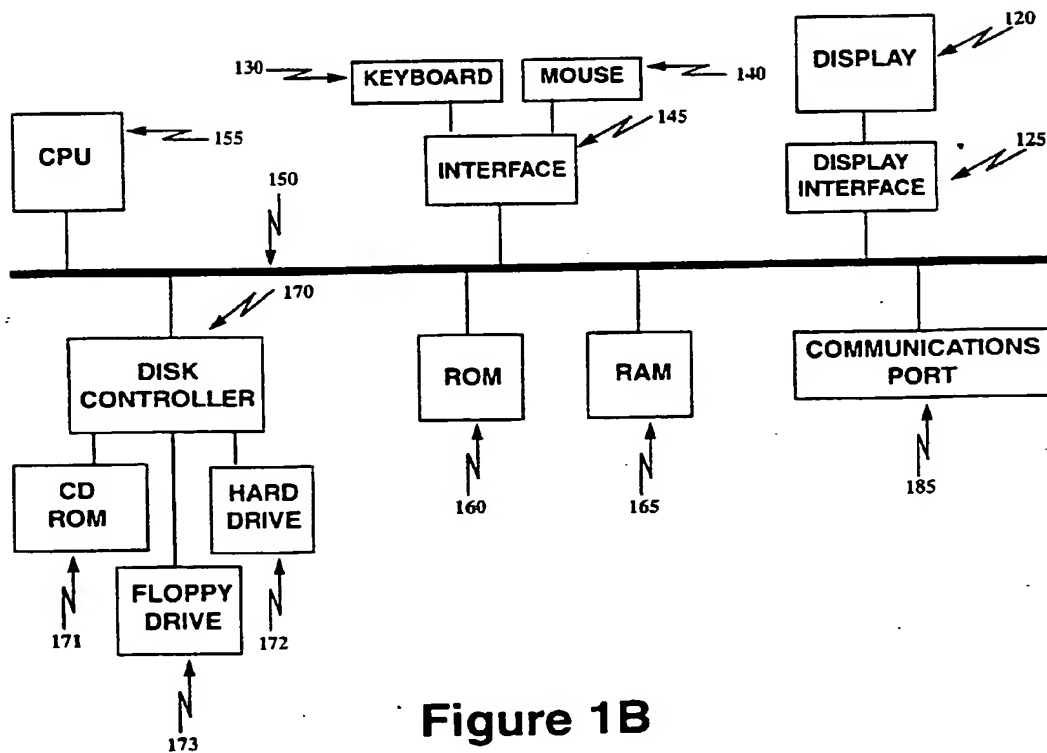 120
DISPLAY
130
KEYBOARD
MOUSE
140
145
CPU
155
INTERFACE
125
DISPLAY
INTERFACE
150
170
DISK
CONTROLLER
ROM
RAM
COMMUNICATIONS
PORT
CD
ROM
HARD
DRIVE
160
165
185
FLOPPY
DRIVE
171
172
173
Figure 1B